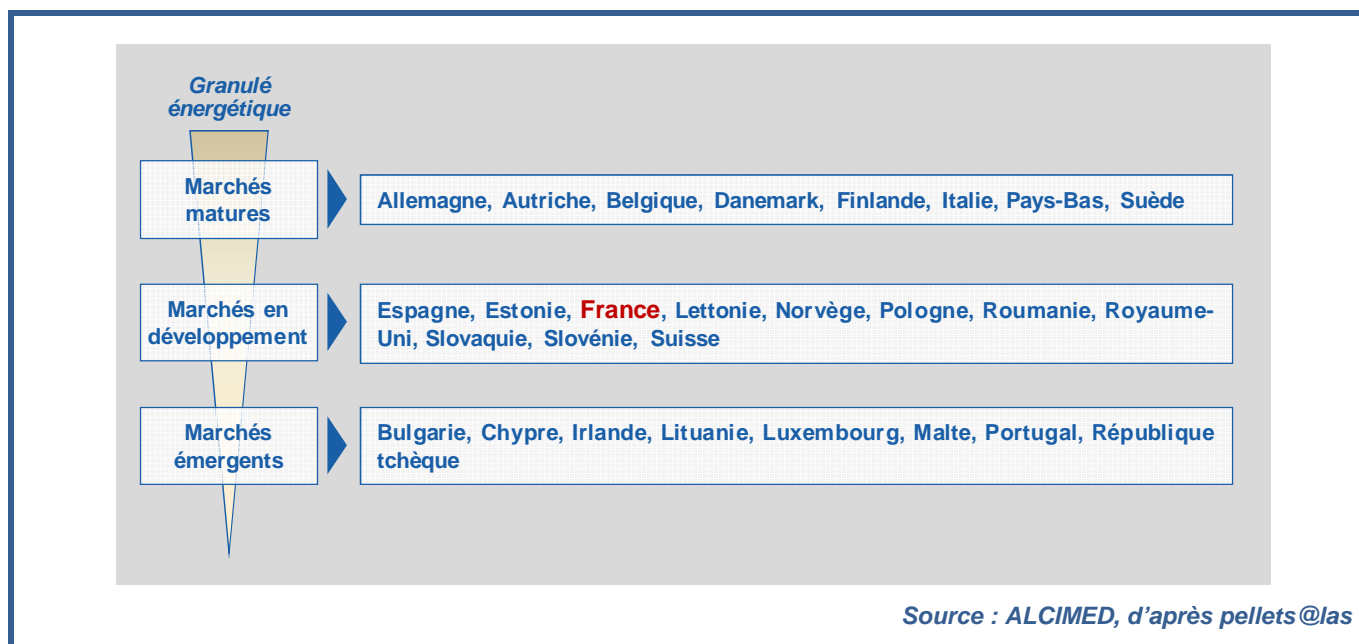 Granulé
énergétique
Marchés
matures
Allemagne, Autriche, Belgique, Danemark, Finlande, Italie, Pays-Bas, Suède
Marchés en
développement
Espagne, Estonie, France, Lettonie, Norvège, Pologne, Roumanie, Royaume-
Uni, Slovaquie, Slovénie, Suisse
Marchés
émergents
Bulgarie, Chypre, Irlande, Lituanie, Luxembourg, Malte, Portugal, République
tchèque
Source : ALCIMED, d’après pellets@las